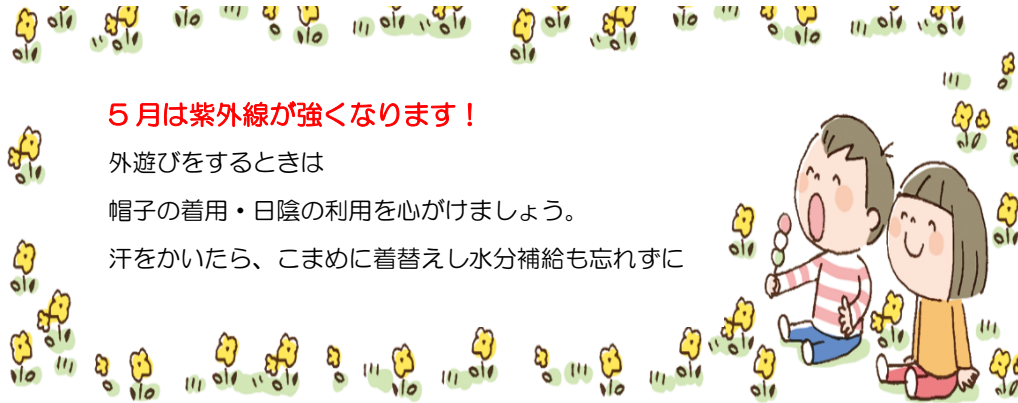 5月は紫外線が強くなります！
外遊びをするときは
帽子の着用・日陰の利用を心がけましょう。
汗をかいたら、こまめに着替えし水分補給も忘れずに